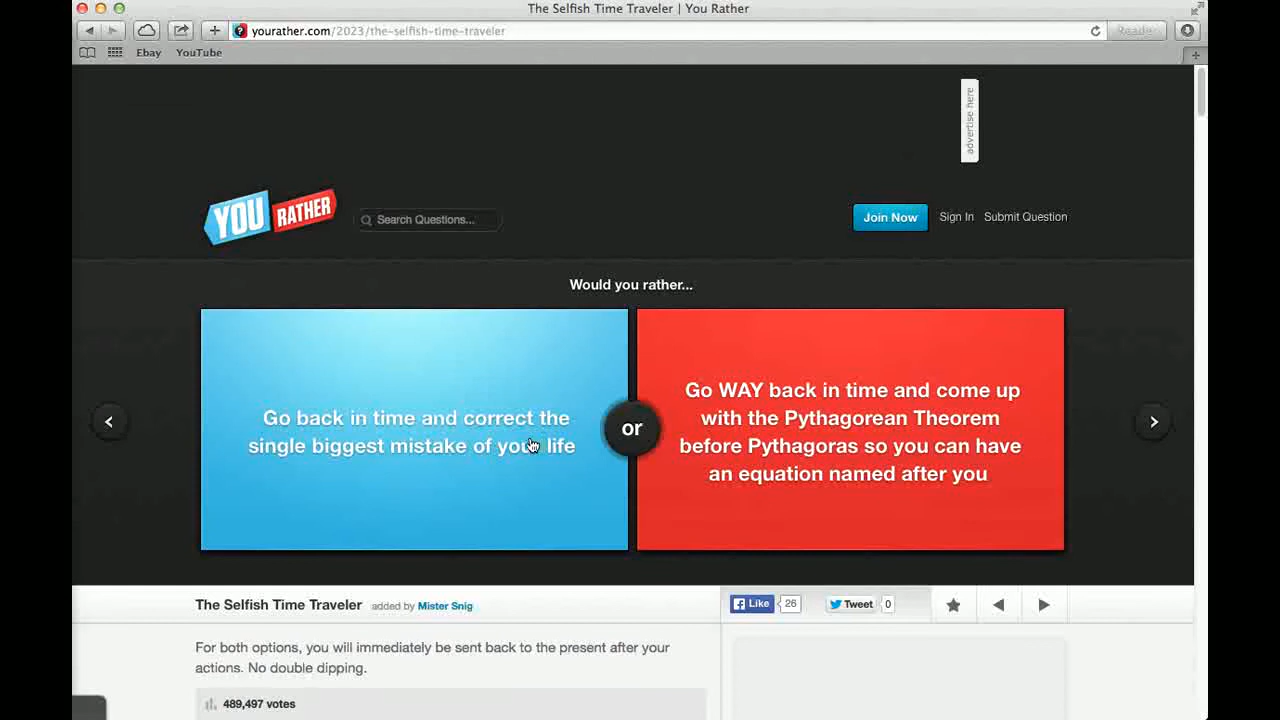 The Selfish Time Traveler | You Rather
yourather.com/2023/the-selfish-time-traveler
Reader
Ebay YouTube
advertise here
YOU RATHER
Search Questions...
Join Now Sign In Submit Question
Would you rather...
Go back in time and correct the
single biggest mistake of your life
or
Go WAY back in time and come up
with the Pythagorean Theorem
before Pythagoras so you can have
an equation named after you
The Selfish Time Traveler added by Mister Snig
Like 26 Tweet 0
For both options, you will immediately be sent back to the present after your
actions. No double dipping.
489,497 votes